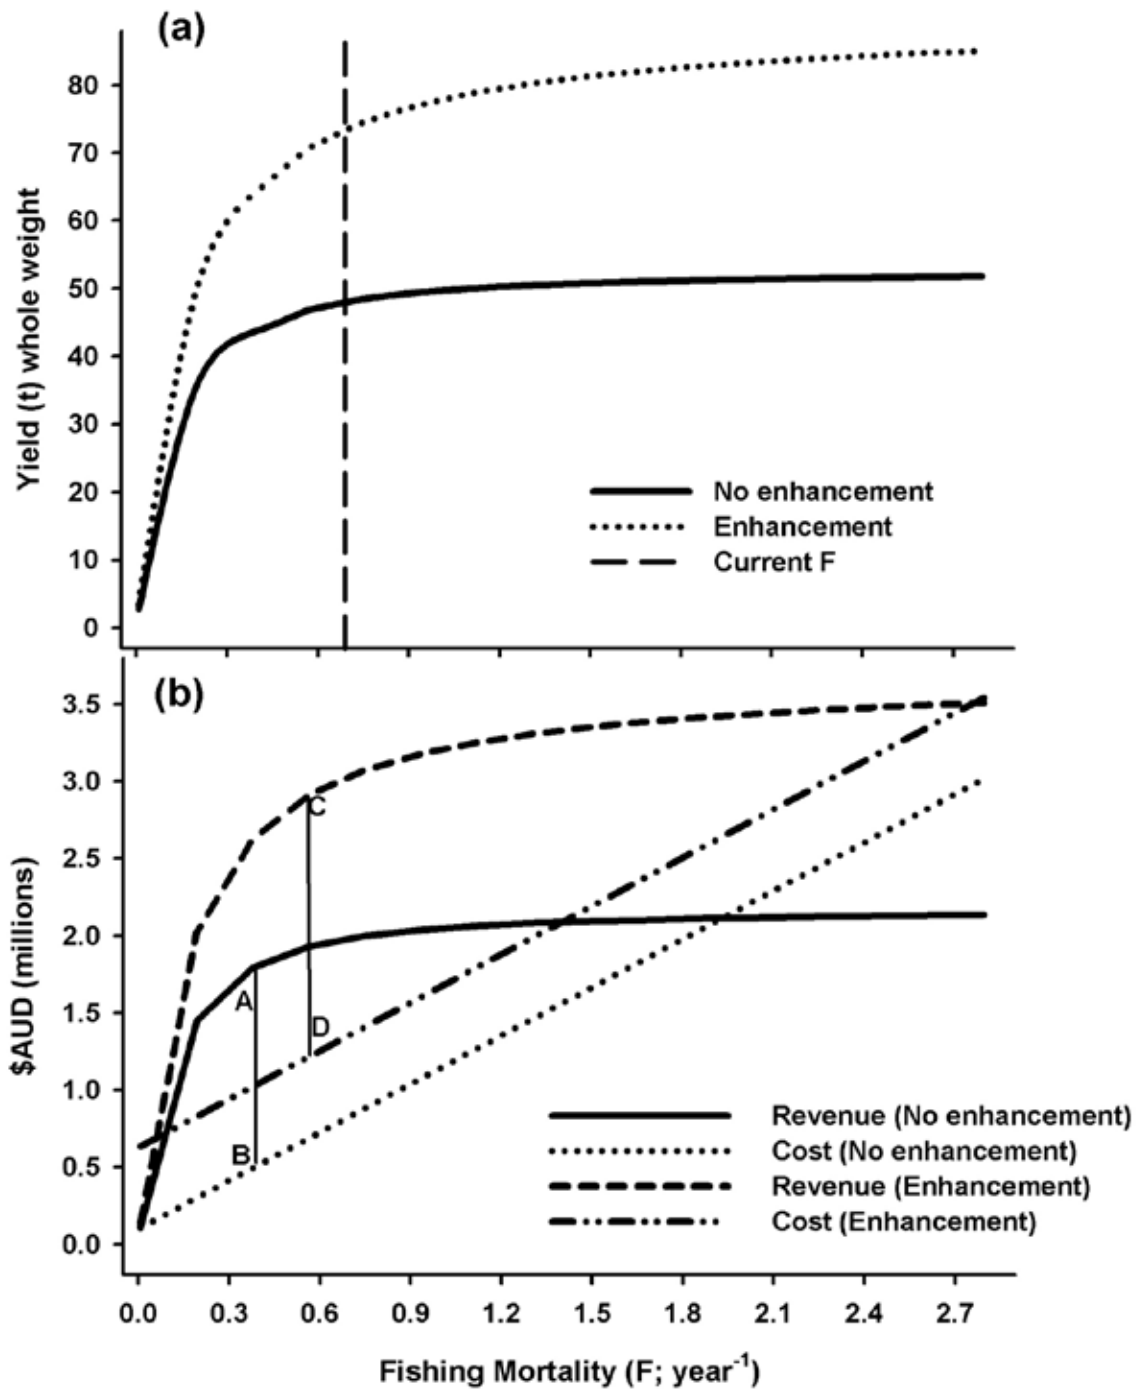 (a)
Yield (t) whole weight
80
70
60
50
40
30
20
10
0
No enhancement
Enhancement
Current F
(b)
$AUD (millions)
3.5
3.0
2.5
2.0
1.5
1.0
0.5
0.0
C
A
D
B
Revenue (No enhancement)
Cost (No enhancement)
Revenue (Enhancement)
Cost (Enhancement)
0.0 0.3 0.6 0.9 1.2 1.5 1.8 2.1 2.4 2.7
Fishing Mortality (F; year⁻¹)